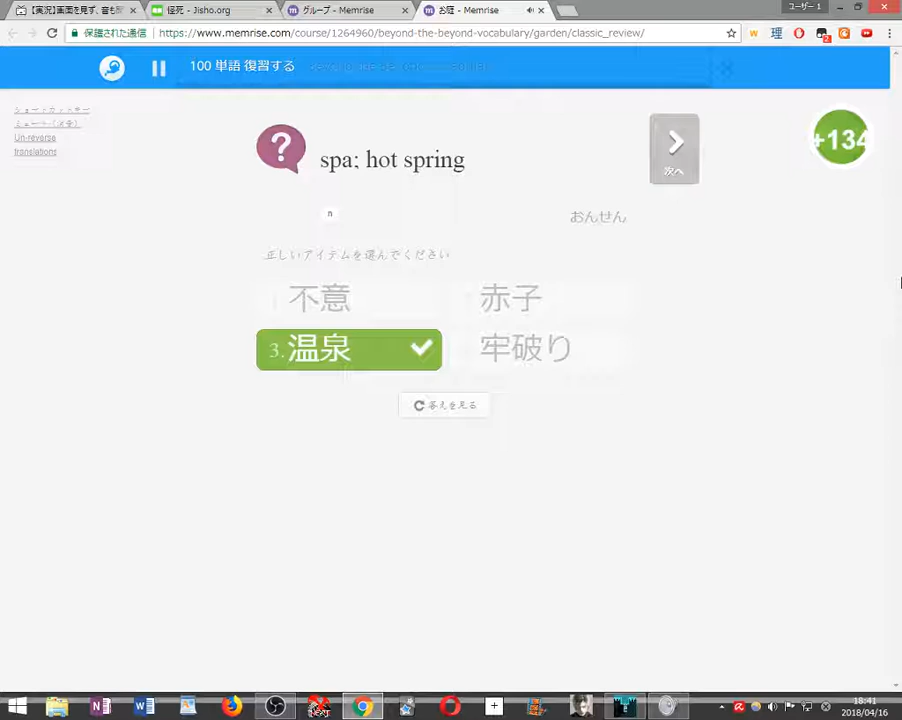 【実況】画面を見ず、音も
怪死 - Jisho.org
グループ - Memrise
お庭 - Memrise
ユーザー 1
保護された通信
https://www.memrise.com/course/1264960/beyond-the-beyond-vocabulary/garden/classic_review/
100 単語 復習する
Un-reverse
translations
spa; hot spring
次へ
+134
n
おんせん
正しいアイテムを選んでください
不意
赤子
3. 温泉
牢破り
答えを見る
18:41
2018/04/16